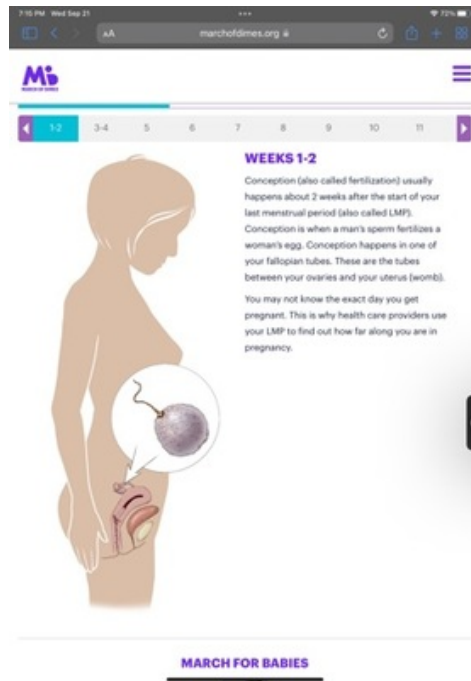 7:15 PM Wed Sep 21
72%
AA
marchofdimes.org
MARCH OF DIMES
1-2 3-4 5 6 7 8 9 10 11
WEEKS 1-2
Conception (also called fertilization) usually
happens about 2 weeks after the start of your
last menstrual period (also called LMP).
Conception is when a man's sperm fertilizes a
woman's egg. Conception happens in one of
your fallopian tubes. These are the tubes
between your ovaries and your uterus (womb).
You may not know the exact day you get
pregnant. This is why health care providers use
your LMP to find out how far along you are in
pregnancy.
MARCH FOR BABIES